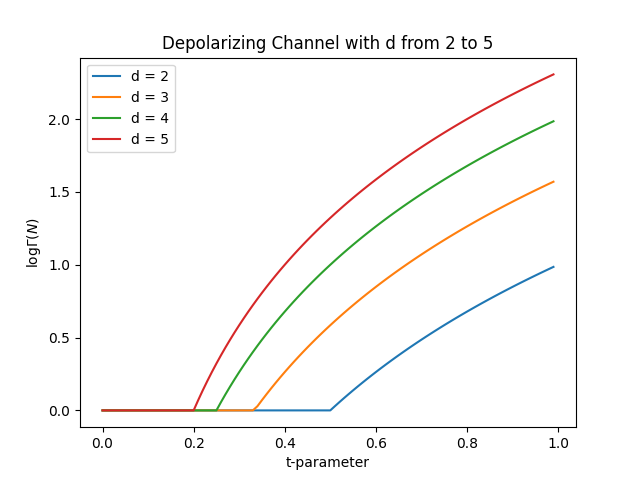 Depolarizing Channel with d from 2 to 5
d = 2
d = 3
d = 4
d = 5
logΓ(N)
2.0
1.5
1.0
0.5
0.0
0.0 0.2 0.4 0.6 0.8 1.0
t-parameter